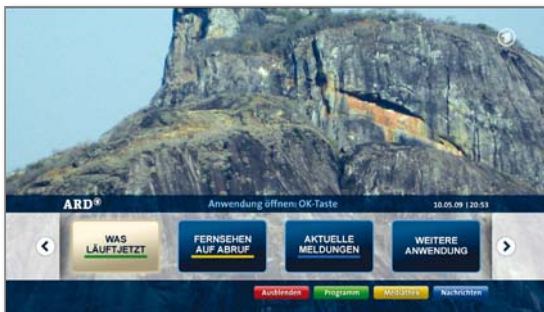 ARD®
Anwendung öffnen: OK-Taste
10.05.09 | 20:53
WAS
LÄUFTJETZT
FERNSEHEN
AUF ABRUF
AKTUELLE
MELDUNGEN
WEITERE
ANWENDUNG
Ausblenden
Programm
Mediathek
Nachrichten